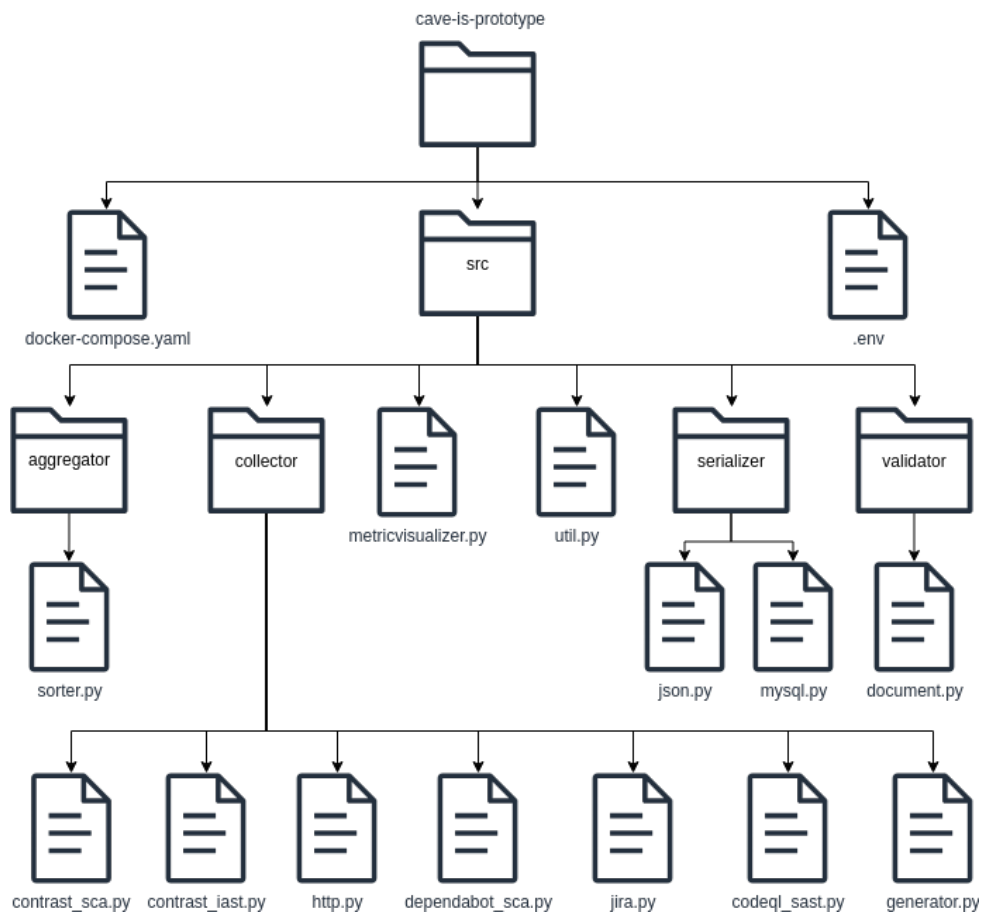 cave-is-prototype
src
docker-compose.yaml
.env
aggregator
collector
serializer
validator
metricvisualizer.py
util.py
sorter.py
json.py
mysql.py
document.py
contrast_sca.py
contrast_iast.py
http.py
dependabot_sca.py
jira.py
codeql_sast.py
generator.py